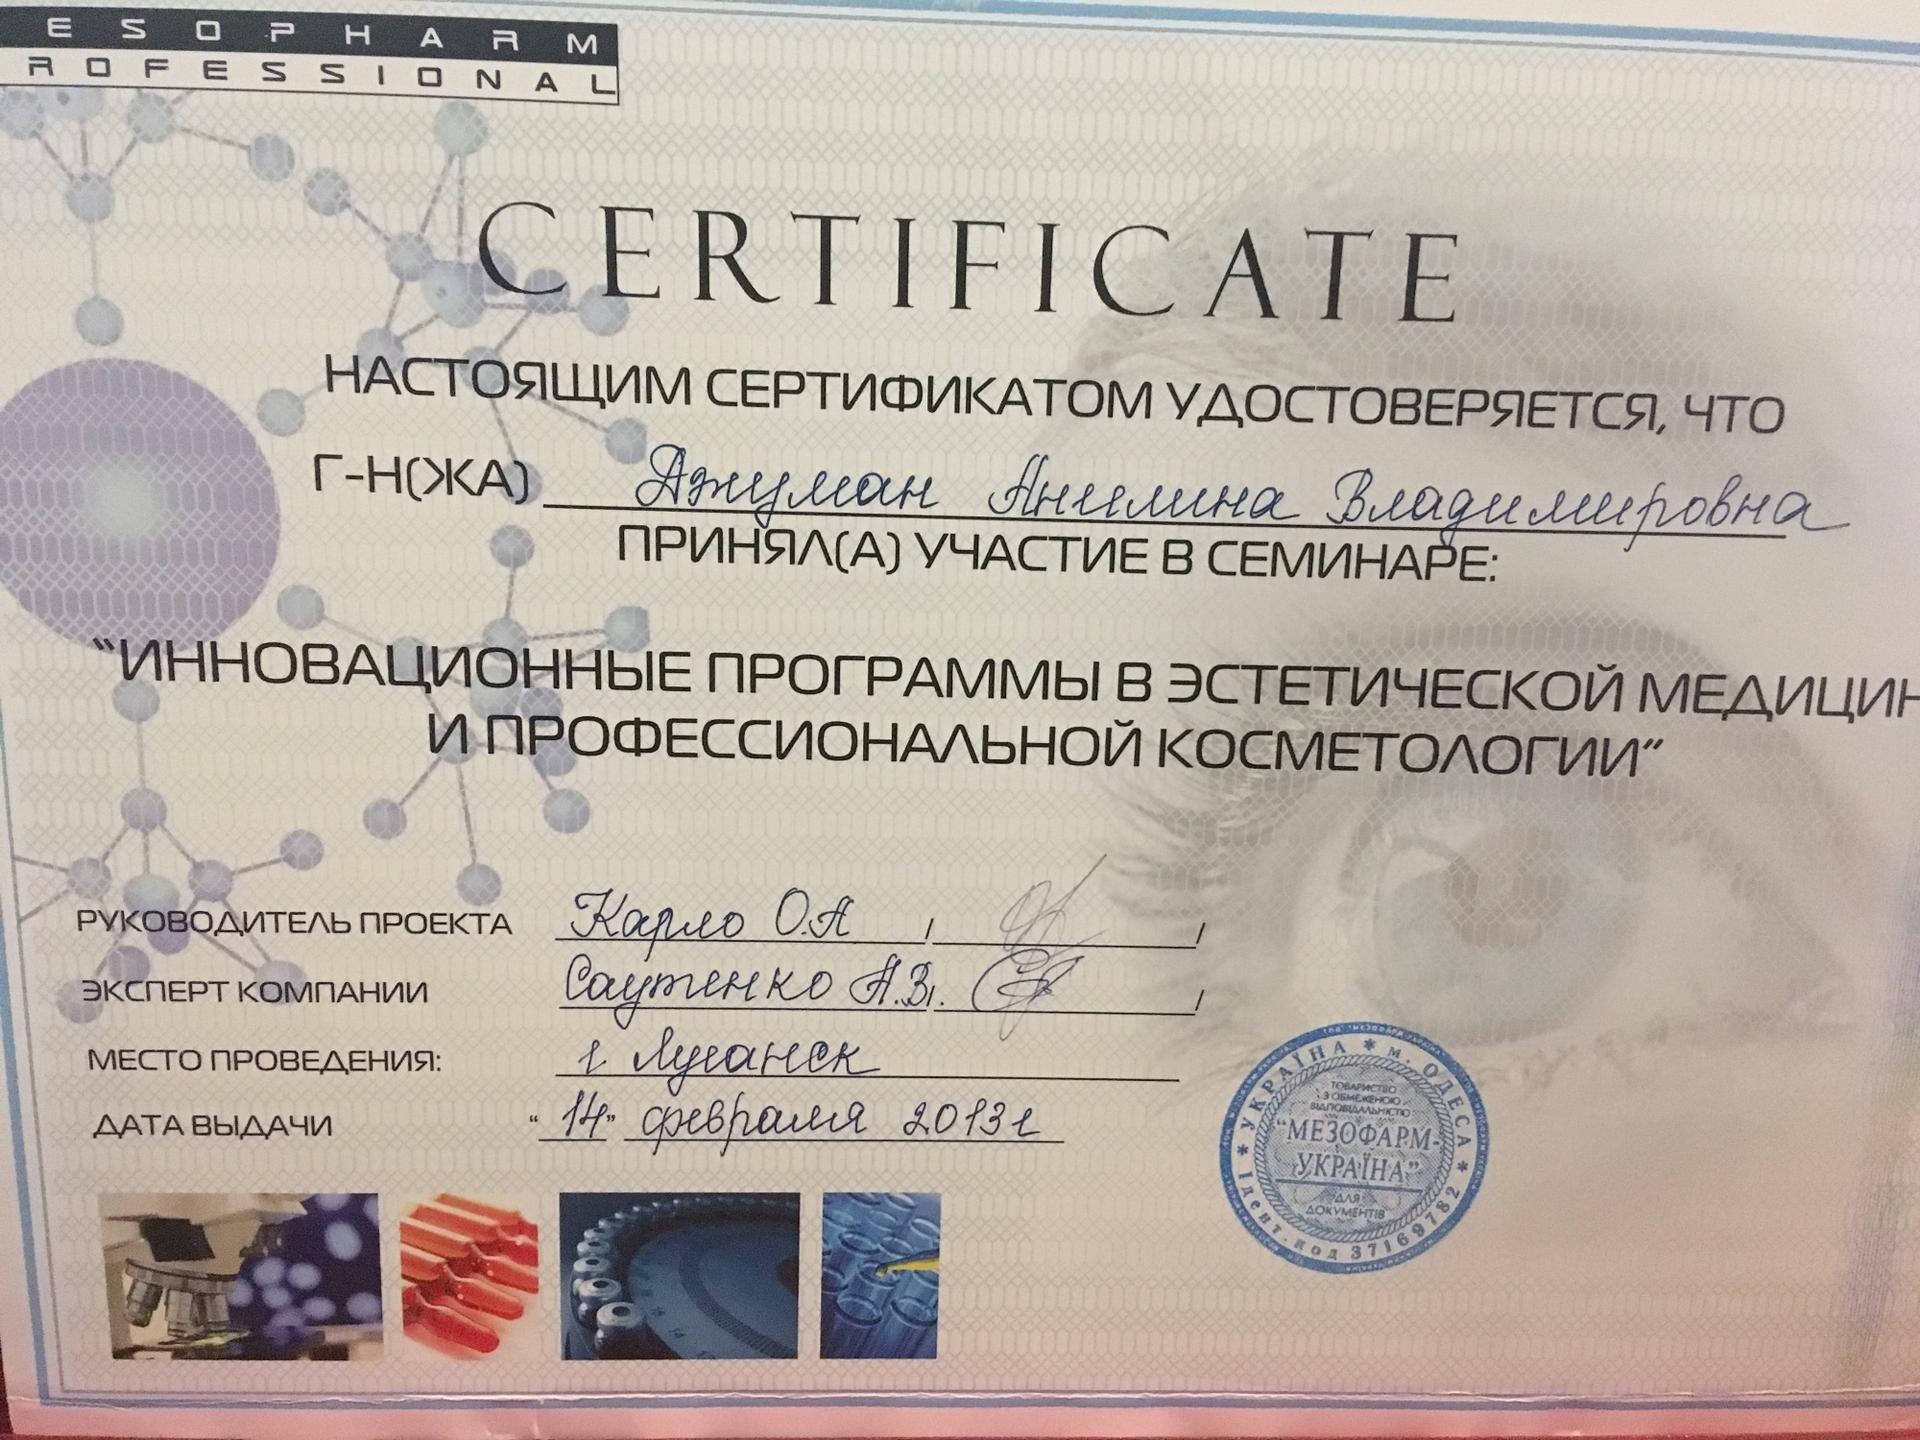 ESOPHARM
ROFESSIONAL
CERTIFICATE
НАСТОЯЩИМ СЕРТИФИКАТОМ УДОСТОВЕРЯЕТСЯ, ЧТО
Г-Н(ЖА) Джуман Анилина Владимировна
ПРИНЯЛ(А) УЧАСТИЕ В СЕМИНАРЕ:
"ИННОВАЦИОННЫЕ ПРОГРАММЫ В ЭСТЕТИЧЕСКОЙ МЕДИЦИН
И ПРОФЕССИОНАЛЬНОЙ КОСМЕТОЛОГИИ"
РУКОВОДИТЕЛЬ ПРОЕКТА Карло О.А / /
ЭКСПЕРТ КОМПАНИИ Саутенко А.В. / /
МЕСТО ПРОВЕДЕНИЯ: г Луганск
ДАТА ВЫДАЧИ "14" февраля 2013г
УКРАЇНА * м. ОДЕСА *
ТОВАРИСТВО
З ОБМЕЖЕНОЮ
ВІДПОВІДАЛЬНІСТЮ
"МЕЗОФАРМ-
УКРАЇНА"
ДЛЯ
ДОКУМЕНТІВ
Ідент. код 37169782